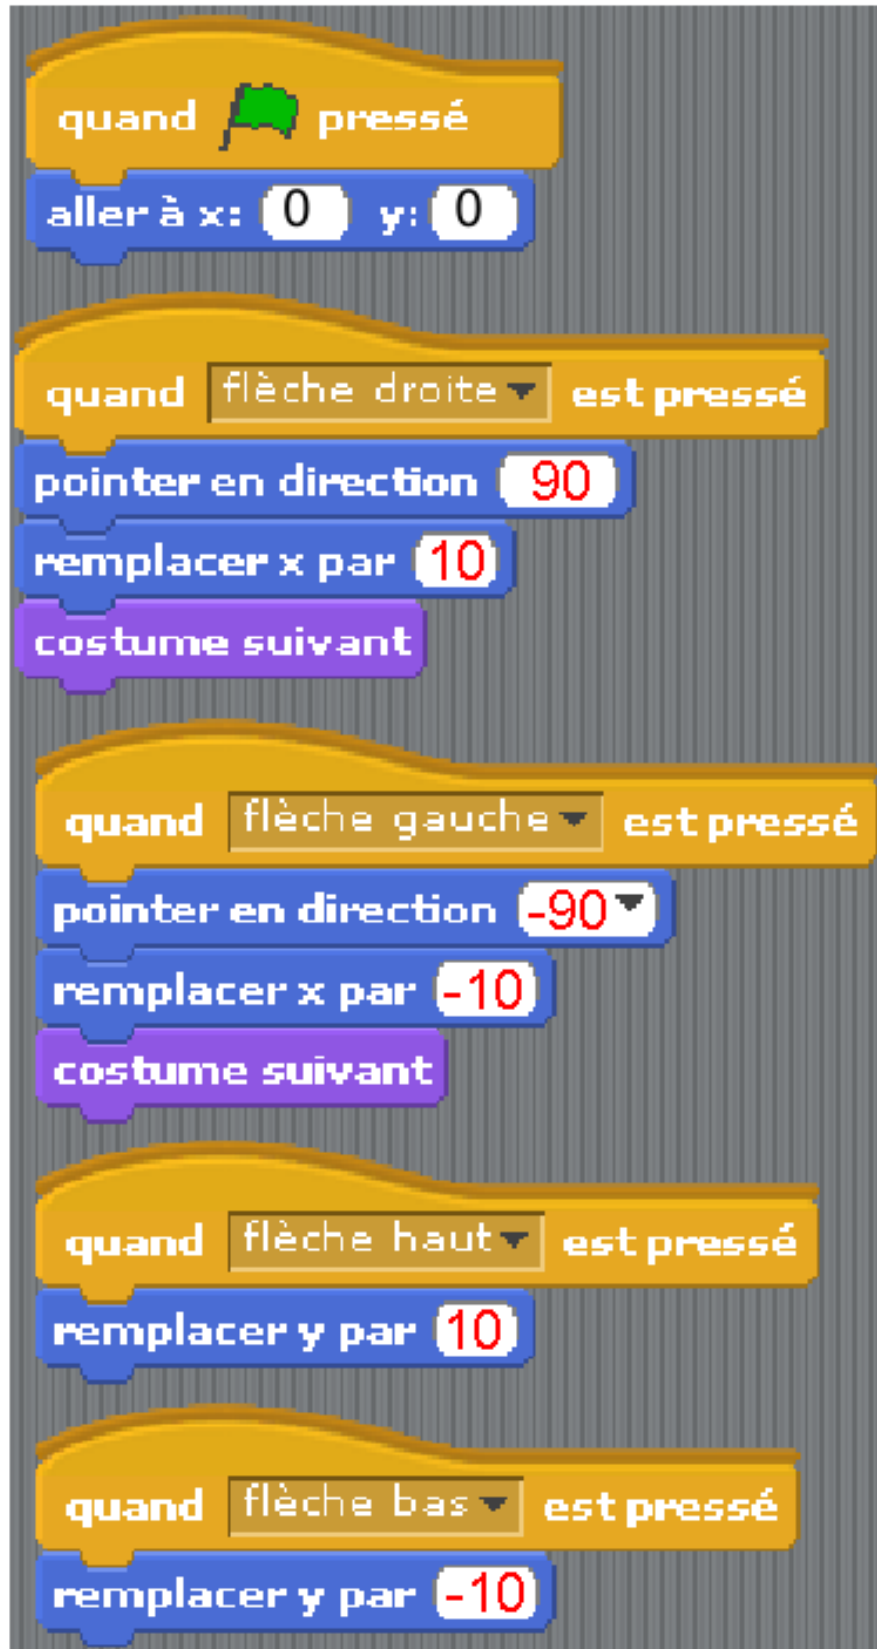 quand pressé
aller à x: 0 y: 0
quand flèche droite est pressé
pointer en direction 90
remplacer x par 10
costume suivant
quand flèche gauche est pressé
pointer en direction -90
remplacer x par -10
costume suivant
quand flèche haut est pressé
remplacer y par 10
quand flèche bas est pressé
remplacer y par -10